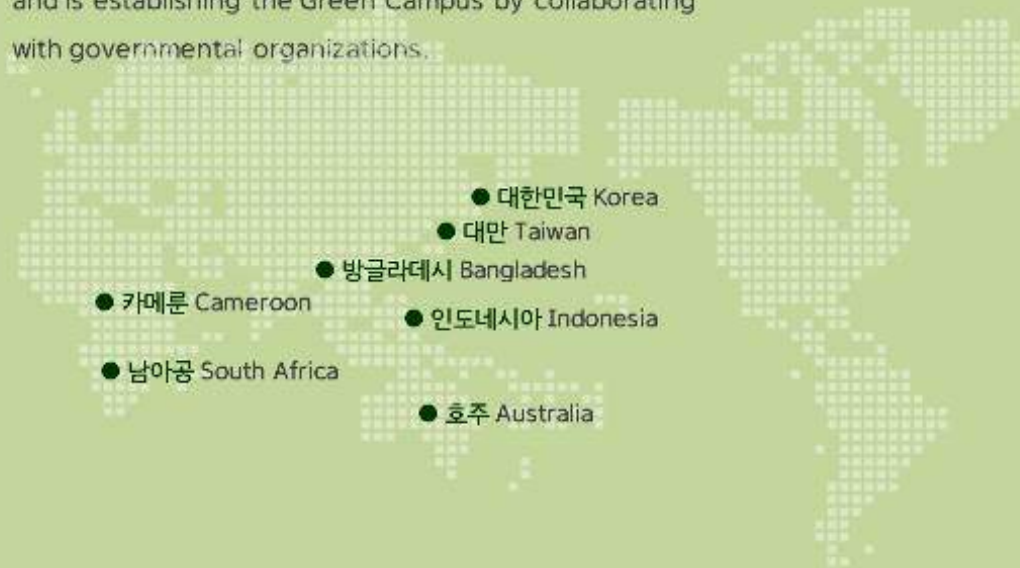 and is establishing the Green Campus by collaborating
with governmental organizations.
대한민국 Korea
대만 Taiwan
방글라데시 Bangladesh
카메룬 Cameroon
인도네시아 Indonesia
남아공 South Africa
호주 Australia